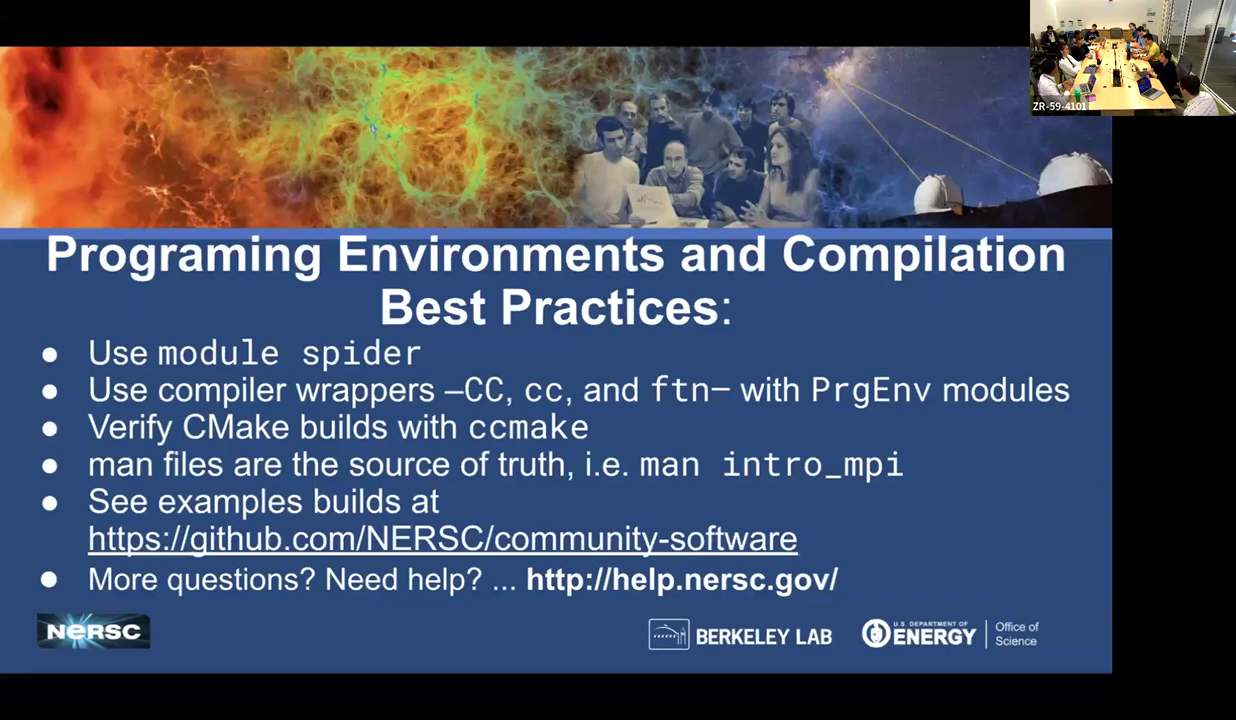 ZR-59-4101
Programing Environments and Compilation
Best Practices:
● Use module spider
● Use compiler wrappers –CC, cc, and ftn– with PrgEnv modules
● Verify CMake builds with ccmake
● man files are the source of truth, i.e. man intro_mpi
● See examples builds at
https://github.com/NERSC/community-software
● More questions? Need help? ... http://help.nersc.gov/
NERSC
BERKELEY LAB
U.S. DEPARTMENT OF
ENERGY
Office of
Science